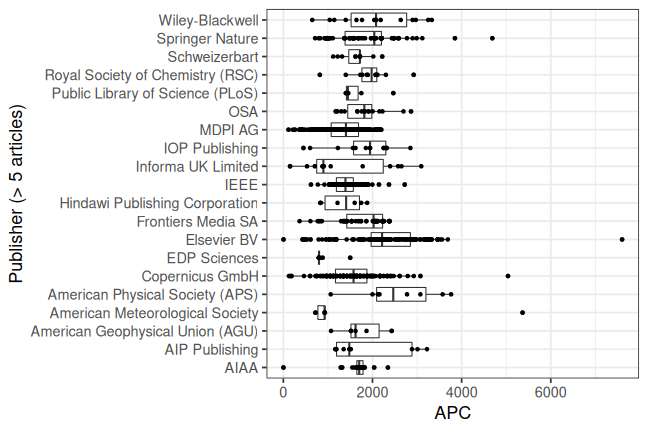 Publisher (> 5 articles)
Wiley-Blackwell
Springer Nature
Schweizerbart
Royal Society of Chemistry (RSC)
Public Library of Science (PLoS)
OSA
MDPI AG
IOP Publishing
Informa UK Limited
IEEE
Hindawi Publishing Corporation
Frontiers Media SA
Elsevier BV
EDP Sciences
Copernicus GmbH
American Physical Society (APS)
American Meteorological Society
American Geophysical Union (AGU)
AIP Publishing
AIAA
0 2000 4000 6000
APC